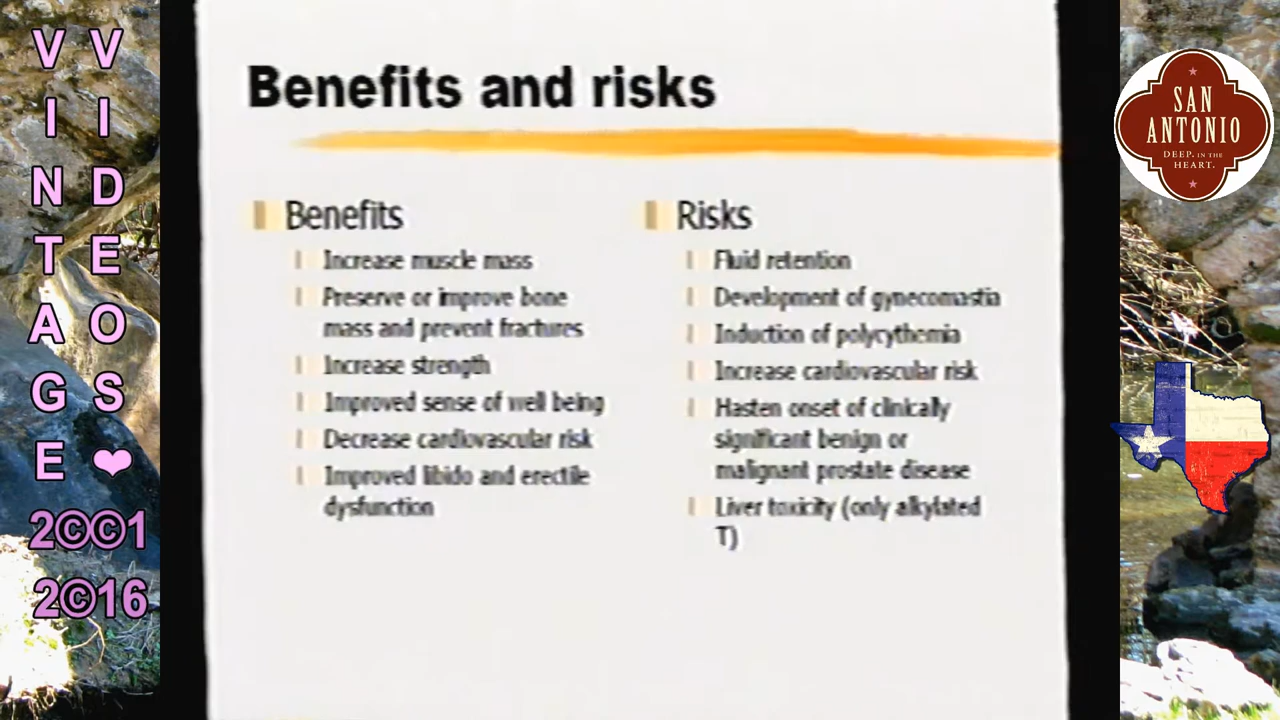 VINTAGE
VIDEOS ❤
2©©1
2©16
Benefits and risks
Benefits
Increase muscle mass
Preserve or improve bone
mass and prevent fractures
Increase strength
Improved sense of well being
Decrease cardiovascular risk
Improved libido and erectile
dysfunction
Risks
Fluid retention
Development of gynecomastia
Induction of polycythemia
Increase cardiovascular risk
Hasten onset of clinically
significant benign or
malignant prostate disease
Liver toxicity (only alkylated
T)
SAN
ANTONIO
DEEP. IN THE
HEART.